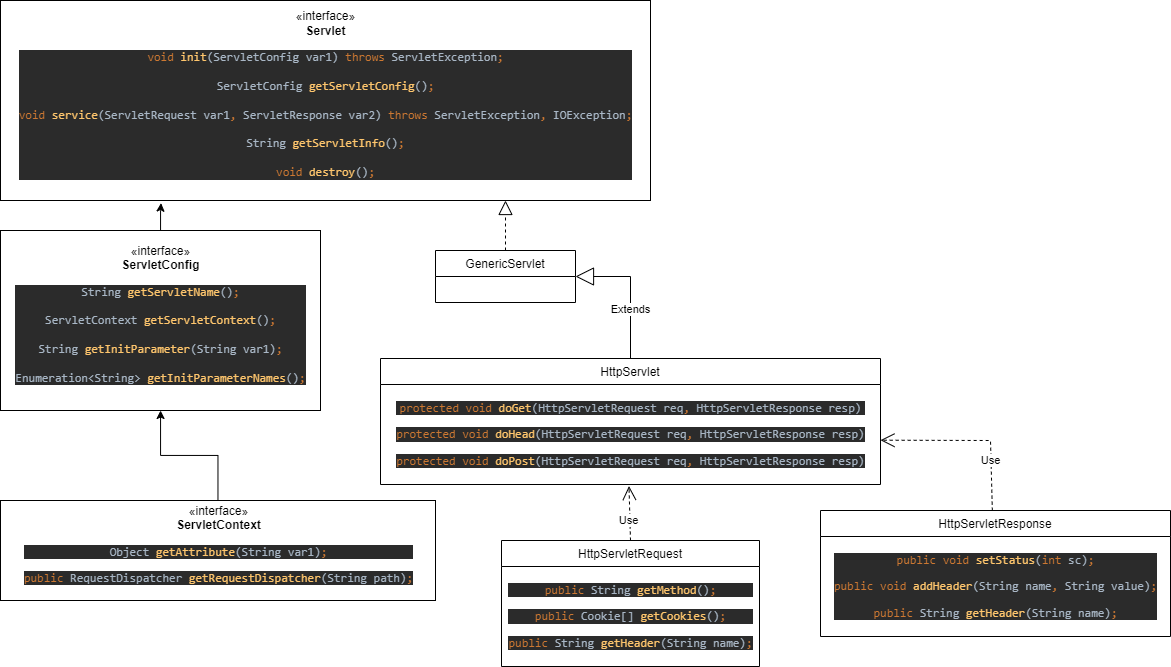 «interface»
Servlet
void init(ServletConfig var1) throws ServletException;
ServletConfig getServletConfig();
void service(ServletRequest var1, ServletResponse var2) throws ServletException, IOException;
String getServletInfo();
void destroy();
«interface»
ServletConfig
String getServletName();
ServletContext getServletContext();
String getInitParameter(String var1);
Enumeration<String> getInitParameterNames();
GenericServlet
Extends
HttpServlet
protected void doGet(HttpServletRequest req, HttpServletResponse resp)
protected void doHead(HttpServletRequest req, HttpServletResponse resp)
protected void doPost(HttpServletRequest req, HttpServletResponse resp)
Use
Use
«interface»
ServletContext
Object getAttribute(String var1);
public RequestDispatcher getRequestDispatcher(String path);
HttpServletRequest
public String getMethod();
public Cookie[] getCookies();
public String getHeader(String name);
HttpServletResponse
public void setStatus(int sc);
public void addHeader(String name, String value);
public String getHeader(String name);